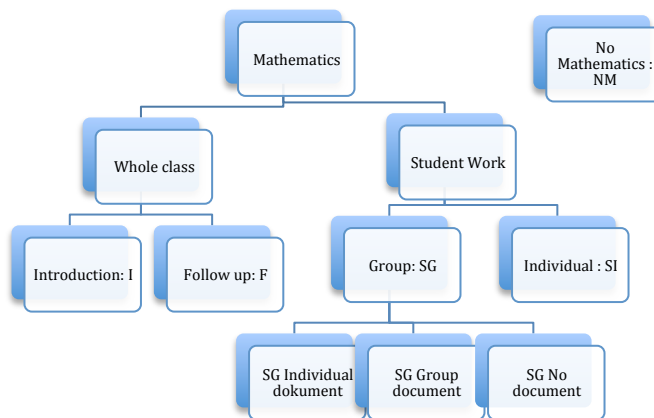 Mathematics
No
Mathematics :
NM
Whole class
Student Work
Introduction: I
Follow up: F
Group: SG
Individual : SI
SG Individual
dokument
SG Group
document
SG No
document